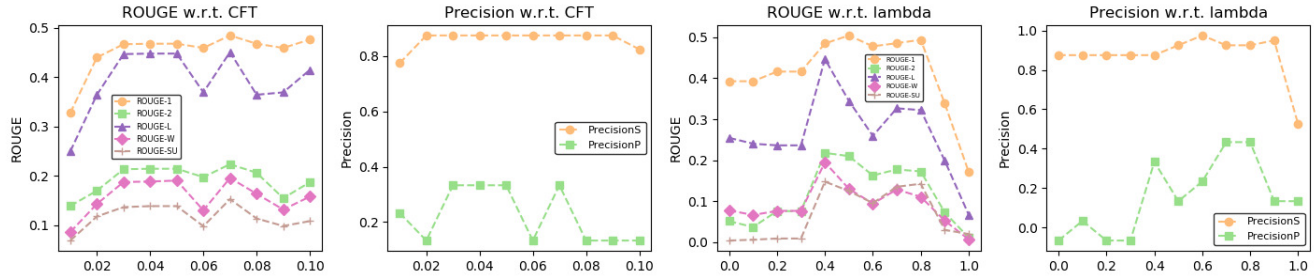 ROUGE w.r.t. CFT
ROUGE
0.5
0.4
0.3
0.2
0.1
ROUGE-1
ROUGE-2
ROUGE-L
ROUGE-W
ROUGE-SU
0.02 0.04 0.06 0.08 0.10
Precision w.r.t. CFT
Precision
0.8
0.6
0.4
0.2
PrecisionS
PrecisionP
0.02 0.04 0.06 0.08 0.10
ROUGE w.r.t. lambda
ROUGE
0.5
0.4
0.3
0.2
0.1
0.0
ROUGE-1
ROUGE-2
ROUGE-L
ROUGE-W
ROUGE-SU
0.0 0.2 0.4 0.6 0.8 1.0
Precision w.r.t. lambda
Precision
1.0
0.8
0.6
0.4
0.2
0.0
PrecisionS
PrecisionP
0.0 0.2 0.4 0.6 0.8 1.0